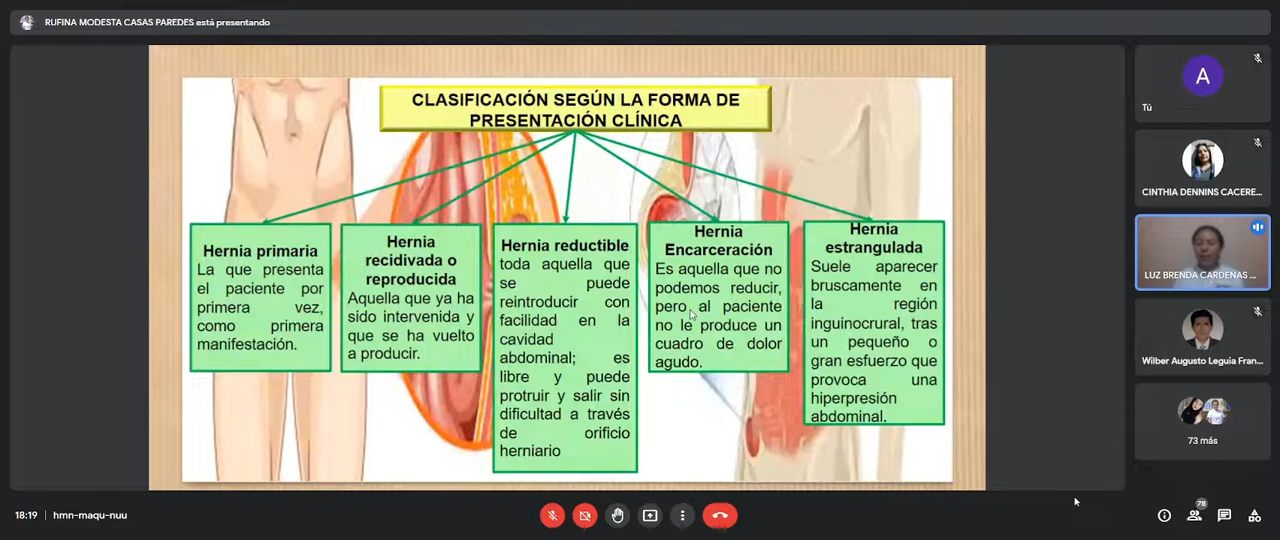 RUFINA MODESTA CASAS PAREDES está presentando
CLASIFICACIÓN SEGÚN LA FORMA DE
PRESENTACIÓN CLÍNICA
Hernia primaria
La que presenta
el paciente por
primera vez,
como primera
manifestación.
Hernia
recidivada o
reproducida
Aquella que ya ha
sido intervenida y
que se ha vuelto
a producir.
Hernia reductible
toda aquella que
se puede
reintroducir con
facilidad en la
cavidad
abdominal; es
libre y puede
protruir y salir sin
dificultad a través
de orificio
herniario
Hernia
Encarceración
Es aquella que no
podemos reducir,
pero al paciente
no le produce un
cuadro de dolor
agudo.
Hernia
estrangulada
Suele aparecer
bruscamente en
la región
inguinocrural, tras
un pequeño o
gran esfuerzo que
provoca una
hiperpresión
abdominal.
A
Tú
CINTHIA DENNINS CACERE...
LUZ BRENDA CARDENAS ...
Wilber Augusto Leguia Fran...
73 más
18:19 | hmn-maqu-nuu
78